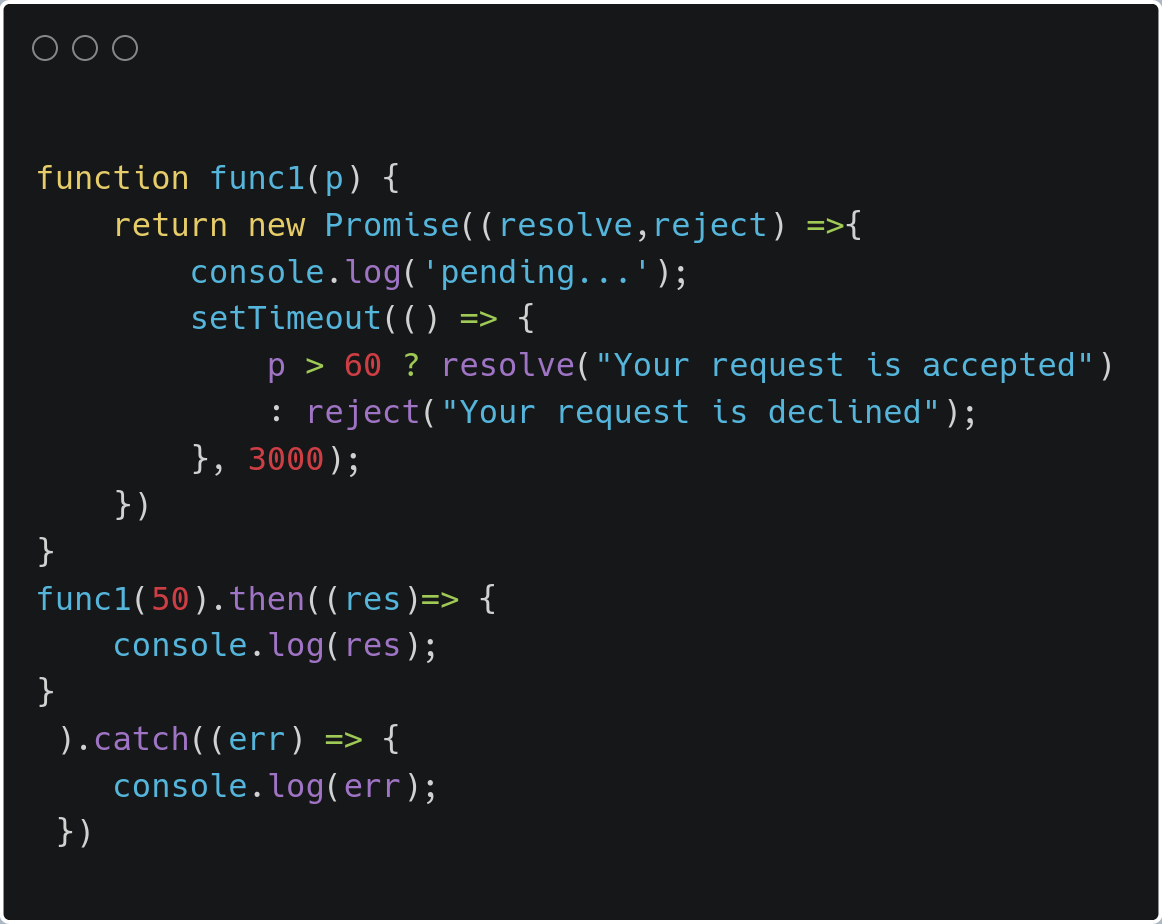 function func1(p) {
    return new Promise((resolve,reject) =>{
        console.log('pending...');
        setTimeout(() => {
            p > 60 ? resolve("Your request is accepted")
            : reject("Your request is declined");
        }, 3000);
    })
}
func1(50).then((res)=> {
    console.log(res);
}
 ).catch((err) => {
    console.log(err);
 })